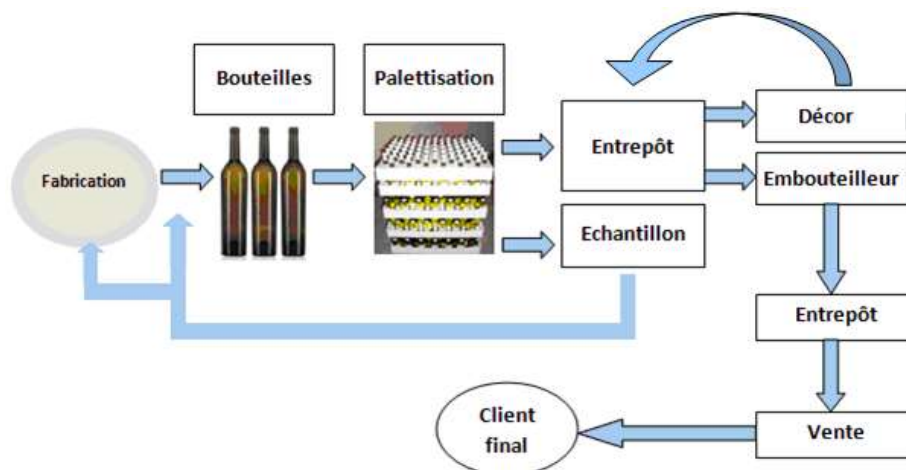 Bouteilles
Palettisation
Entrepôt
Décor
Fabrication
Embouteilleur
Echantillon
Entrepôt
Client
final
Vente